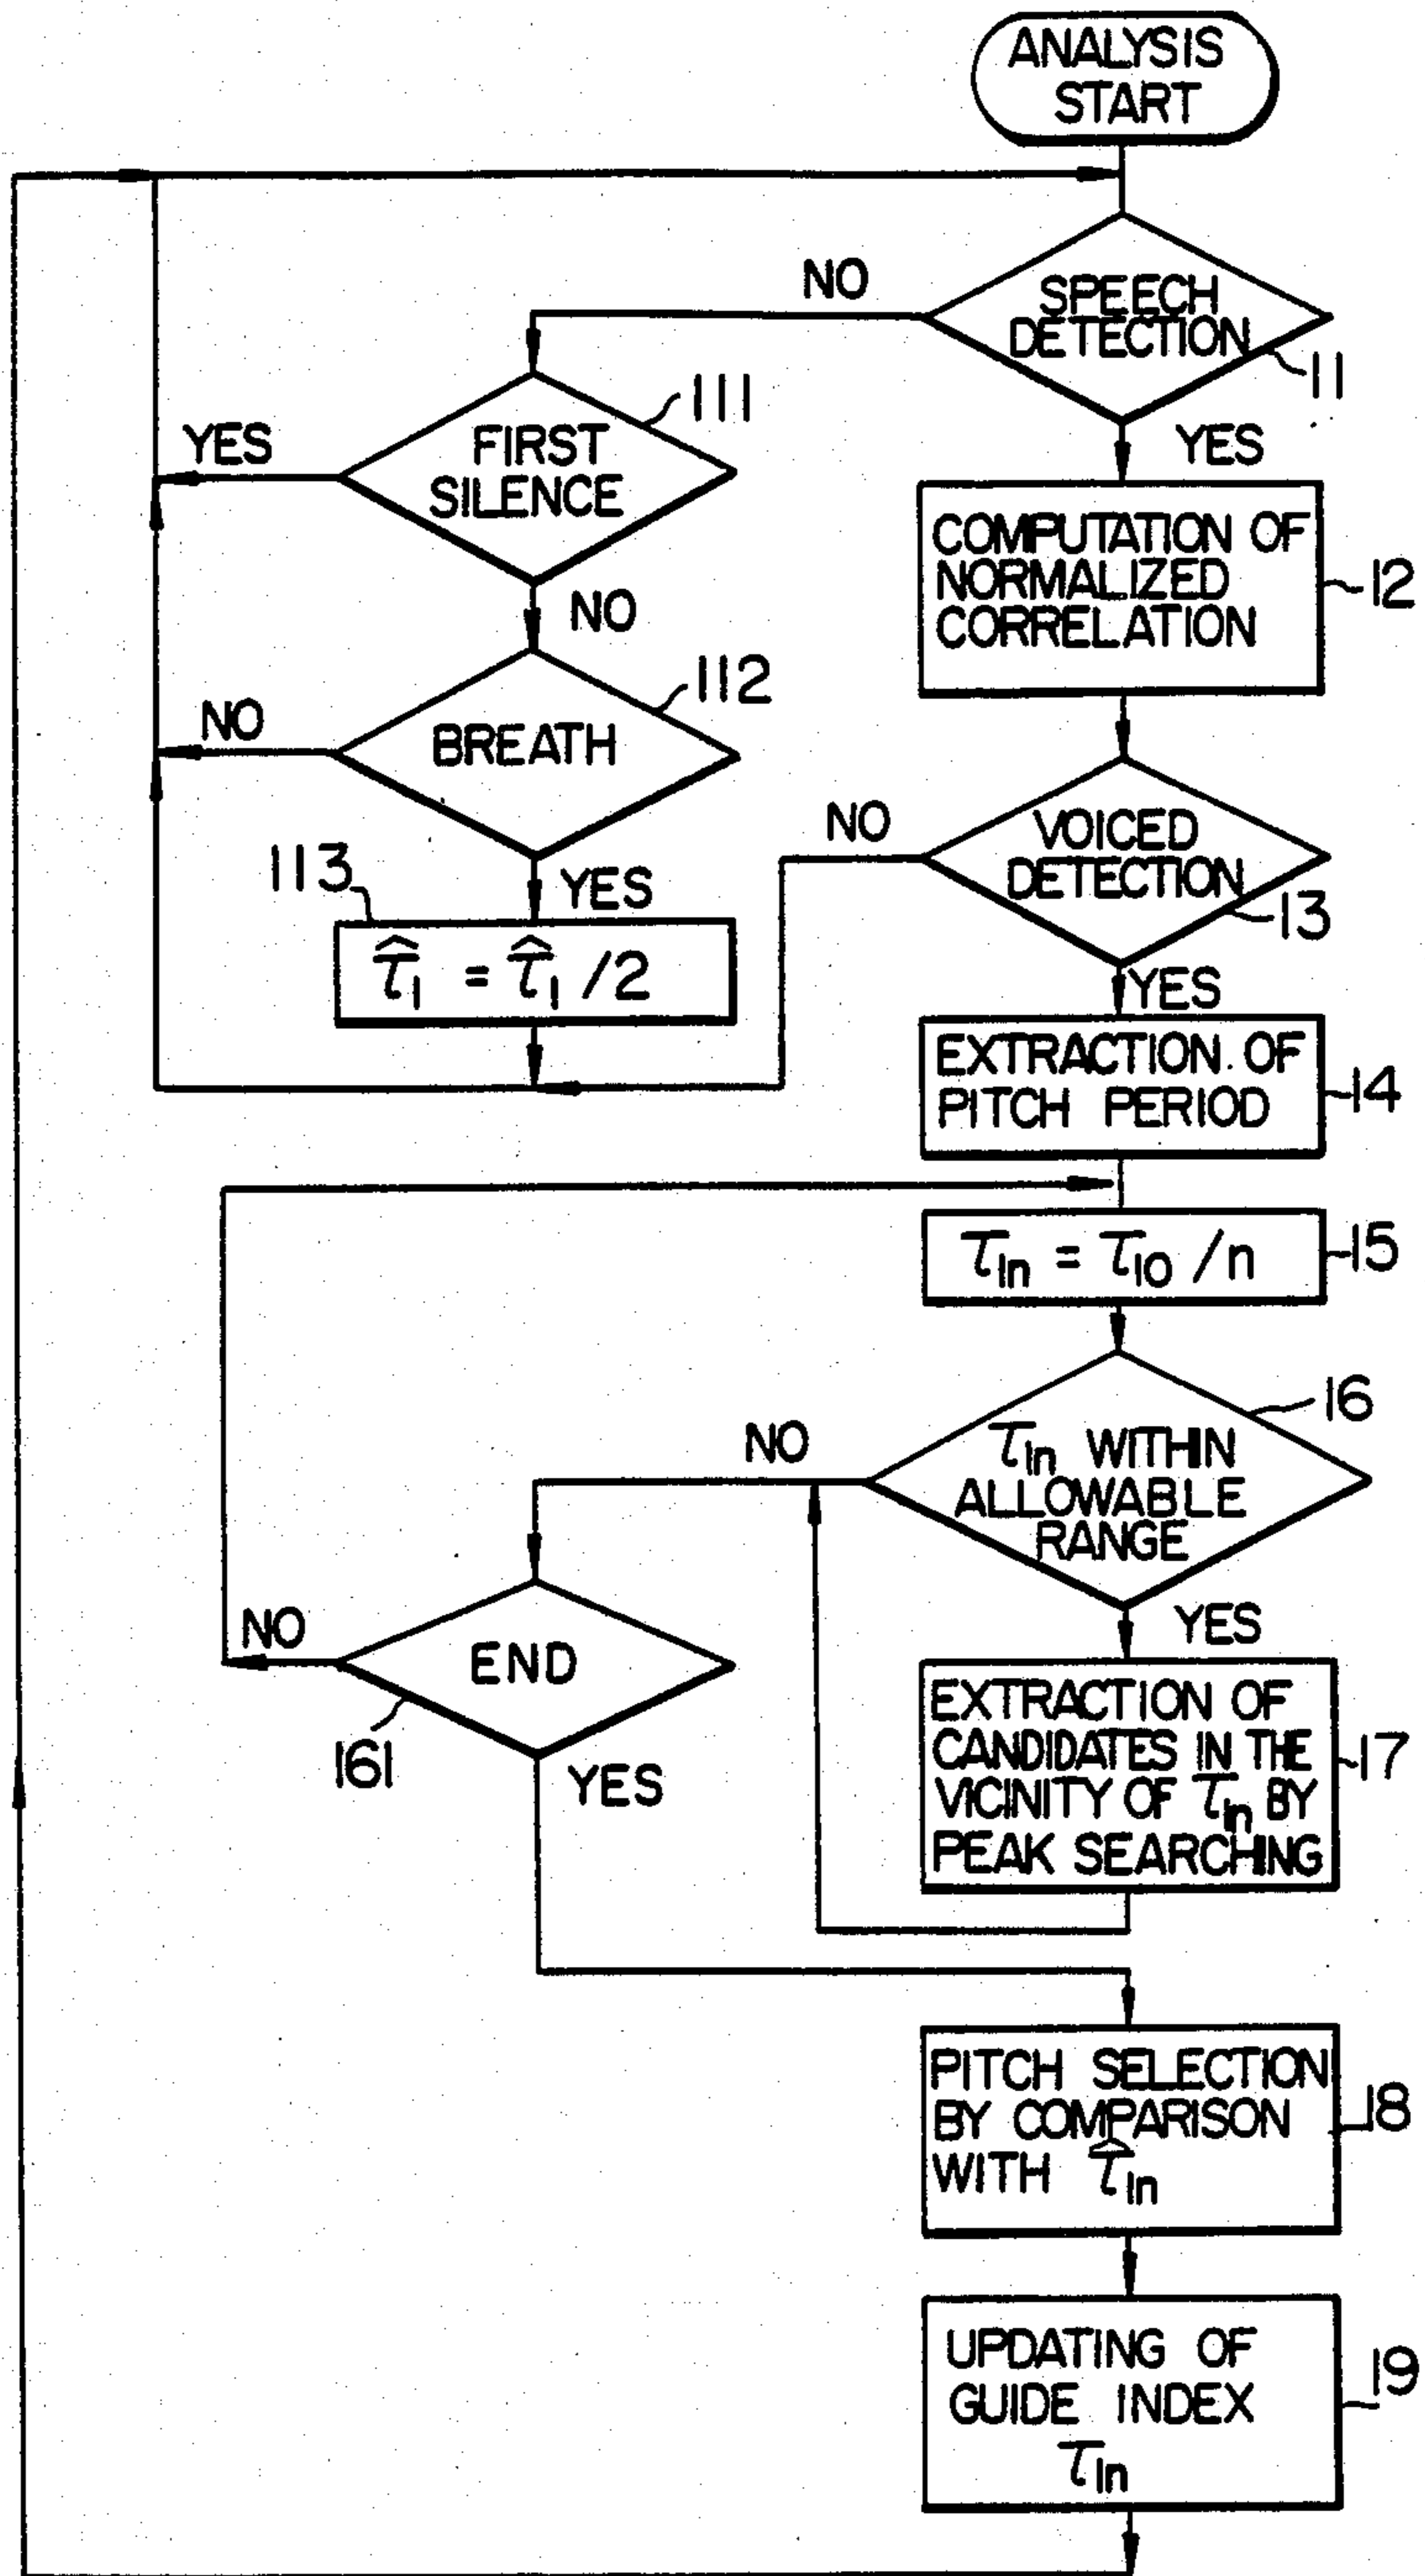 ANALYSIS
START
NO
SPEECH
DETECTION
11
111
YES
FIRST
SILENCE
YES
COMPUTATION OF
NORMALIZED
CORRELATION
12
NO
112
NO
BREATH
NO
VOICED
DETECTION
13
113
YES
τ̂₁ = τ̂₁ /2
YES
EXTRACTION OF
PITCH PERIOD
14
τ₁ₙ = τ₁₀ /n
15
16
NO
τ₁ₙ WITHIN
ALLOWABLE
RANGE
YES
NO
END
161
YES
EXTRACTION OF
CANDIDATES IN THE
VICINITY OF τ₁ₙ BY
PEAK SEARCHING
17
PITCH SELECTION
BY COMPARISON
WITH τ̂₁ₙ
18
UPDATING OF
GUIDE INDEX
τ₁ₙ
19